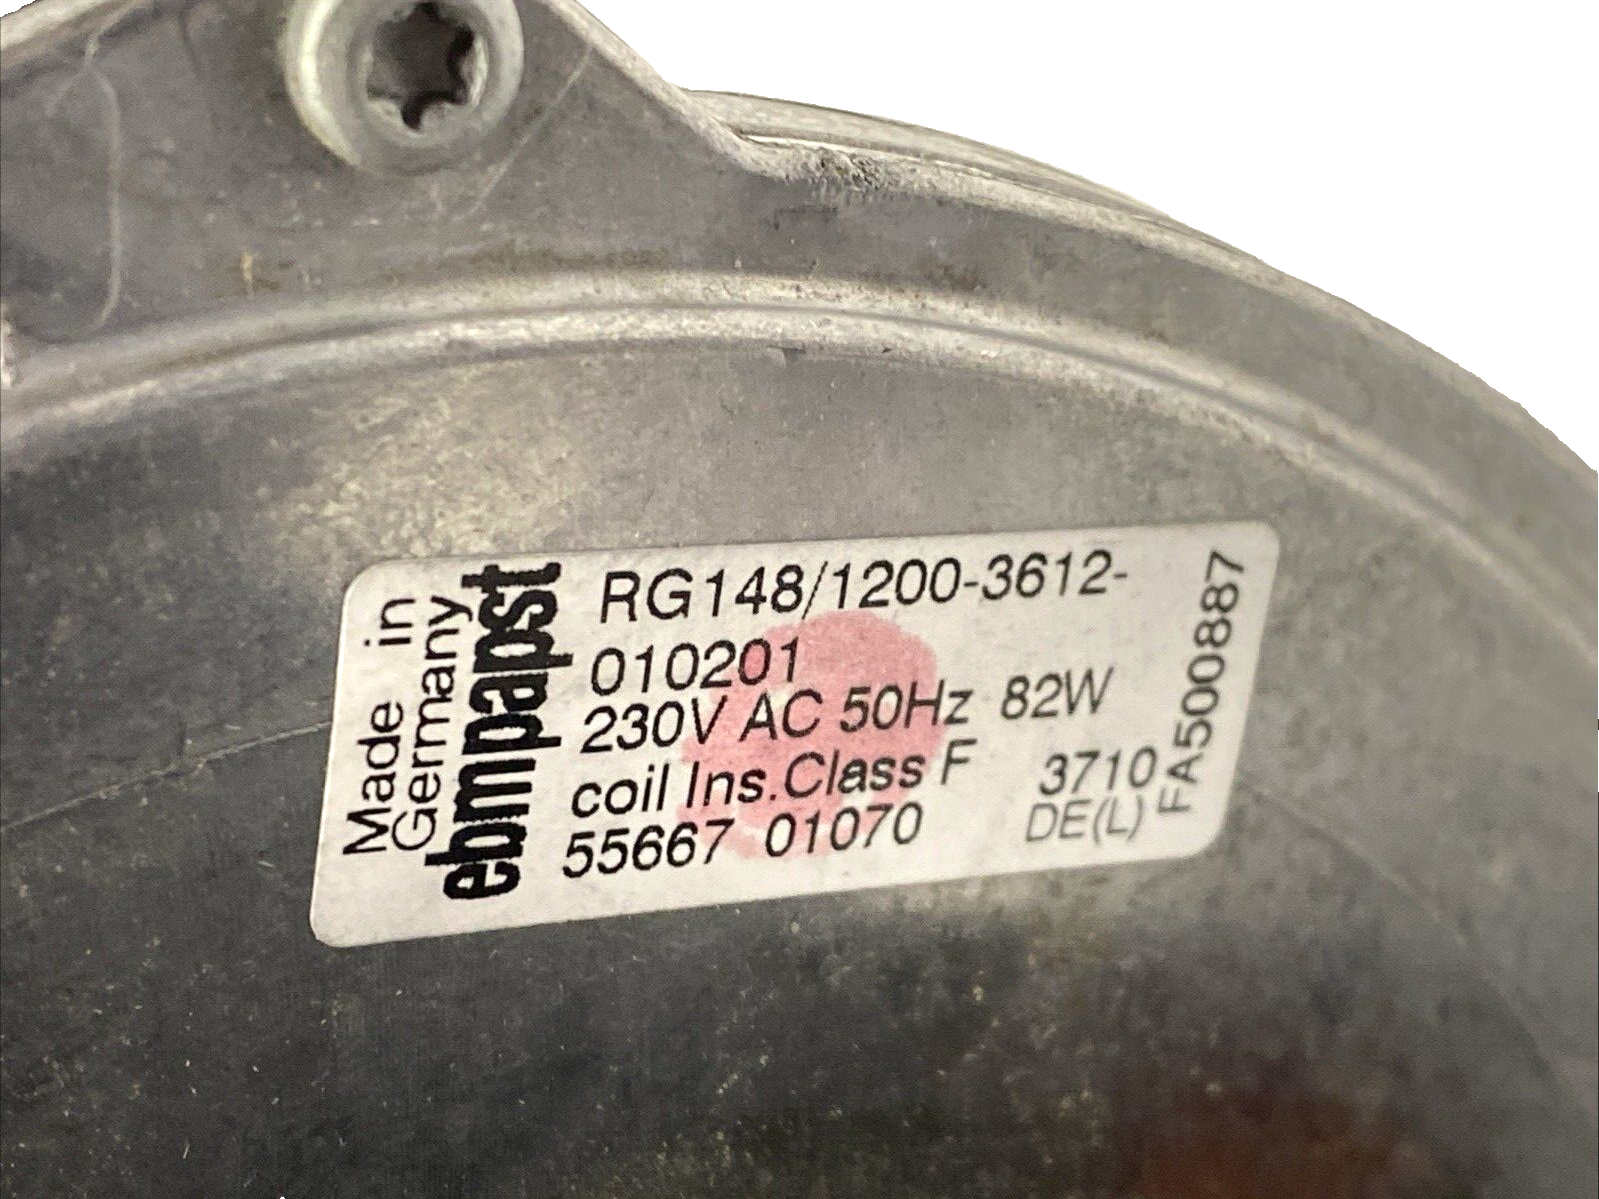 Made in
Germany
ebmpapst
RG148/1200-3612-
010201
230V AC 50Hz 82W
coil Ins.Class F 3710
55667 01070 DE(L)
FA500887